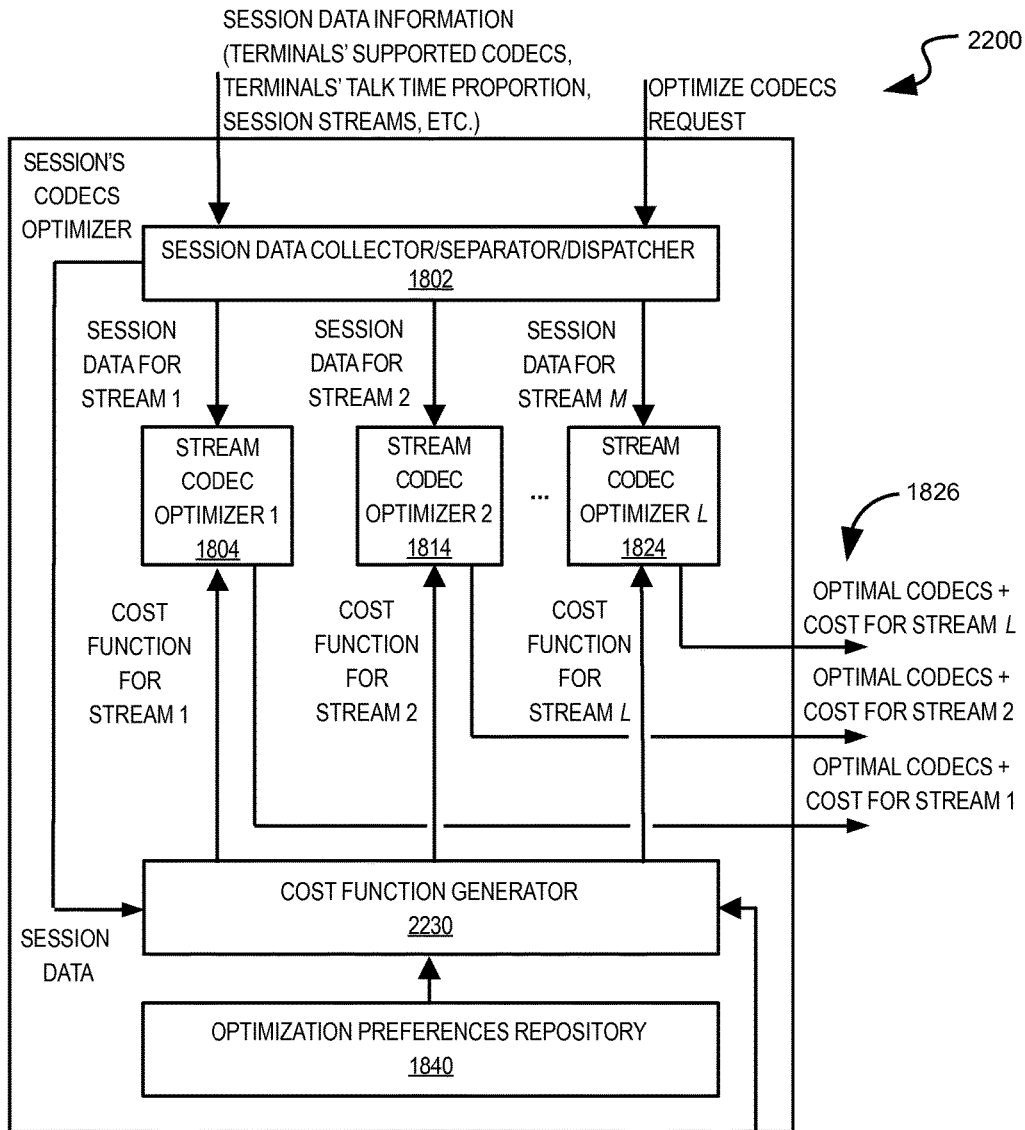 SESSION DATA INFORMATION
(TERMINALS' SUPPORTED CODECS,
TERMINALS' TALK TIME PROPORTION,
SESSION STREAMS, ETC.)
OPTIMIZE CODECS
REQUEST
2200
SESSION'S
CODECS
OPTIMIZER
SESSION DATA COLLECTOR/SEPARATOR/DISPATCHER
1802
SESSION
DATA FOR
STREAM 1
SESSION
DATA FOR
STREAM 2
SESSION
DATA FOR
STREAM M
STREAM
CODEC
OPTIMIZER 1
1804
STREAM
CODEC
OPTIMIZER 2
1814
...
STREAM
CODEC
OPTIMIZER L
1824
1826
COST
FUNCTION
FOR
STREAM 1
COST
FUNCTION
FOR
STREAM 2
COST
FUNCTION
FOR
STREAM L
OPTIMAL CODECS +
COST FOR STREAM L
OPTIMAL CODECS +
COST FOR STREAM 2
OPTIMAL CODECS +
COST FOR STREAM 1
COST FUNCTION GENERATOR
2230
SESSION
DATA
OPTIMIZATION PREFERENCES REPOSITORY
1840